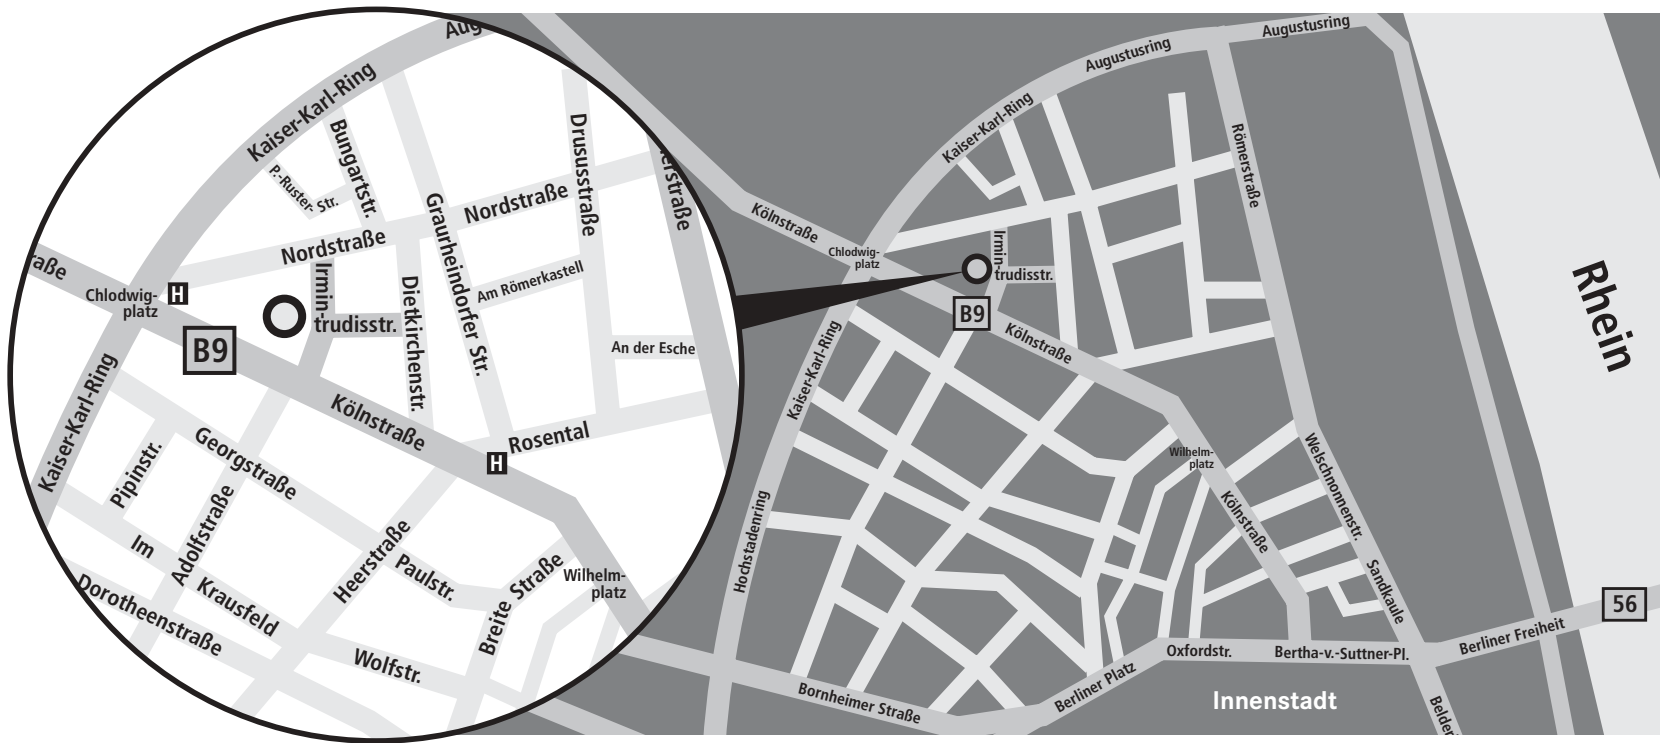 Aug
Kaiser-Karl-Ring
Bungartstr.
P.-Ruster-
Str.
Drususstraße
erstraße
Nordstraße
Graurheindorfer Str.
Nordstraße
raße
Chlodwig-
platz
H
Irmin-
trudisstr.
Dietkirchenstr.
Am Römerkastell
An der Esche
B9
Kaiser-Karl-Ring
Kölnstraße
Rosental
H
Georgstraße
Pipinstr.
Adolfstraße
Im
Krausfeld
Heerstraße
Paulstr.
Breite Straße
Wilhelm-
platz
Dorotheenstraße
Wolfstr.
Augustusring
Augustusring
Kaiser-Karl-Ring
Römerstraße
Kölnstraße
Chlodwig-
platz
Irmin-
trudisstr.
B9
Kölnstraße
Kaiser-Karl-Ring
Rhein
Wilhelm-
platz
Welschnonnenstr.
Kölnstraße
Hochstadenring
Sandkaule
56
Berliner Freiheit
Oxfordstr.
Bertha-v.-Suttner-Pl.
Berliner Platz
Bornheimer Straße
Innenstadt
Belder